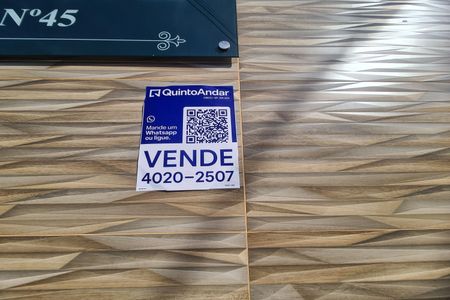 Nº45
QuintoAndar
Mande um
Whatsapp
ou ligue.
VENDE
4020-2507